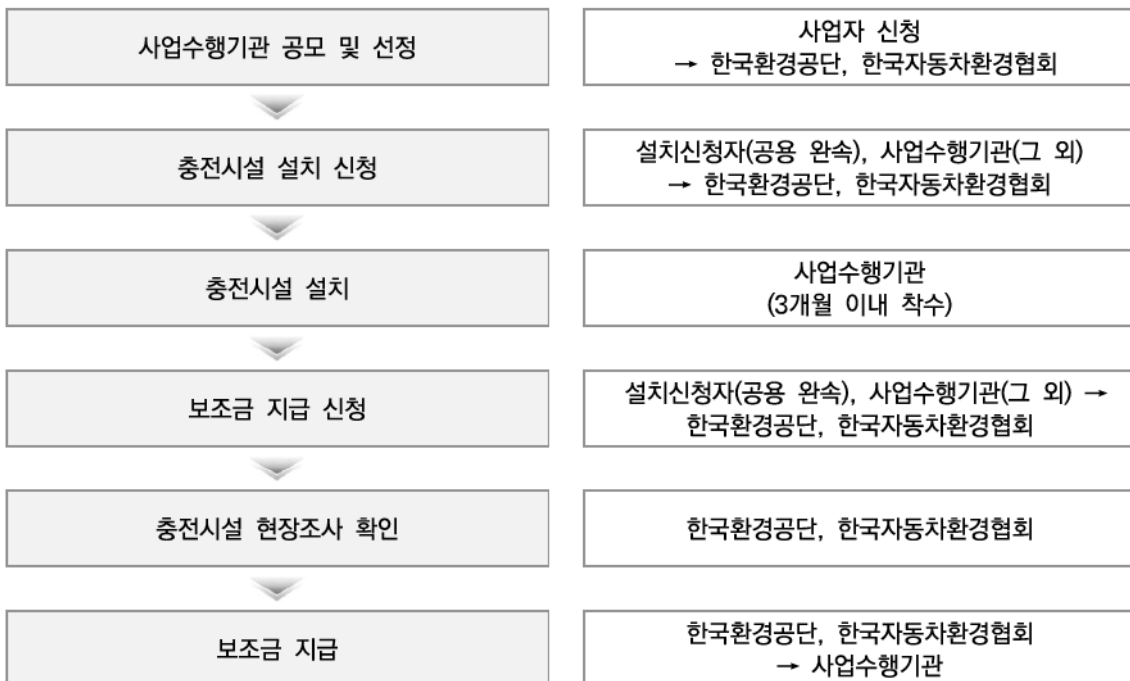 사업수행기관 공모 및 선정
사업자 신청
→ 한국환경공단, 한국자동차환경협회
충전시설 설치 신청
설치신청자(공용 완속), 사업수행기관(그 외)
→ 한국환경공단, 한국자동차환경협회
충전시설 설치
사업수행기관
(3개월 이내 착수)
보조금 지급 신청
설치신청자(공용 완속), 사업수행기관(그 외) →
한국환경공단, 한국자동차환경협회
충전시설 현장조사 확인
한국환경공단, 한국자동차환경협회
보조금 지급
한국환경공단, 한국자동차환경협회
→ 사업수행기관